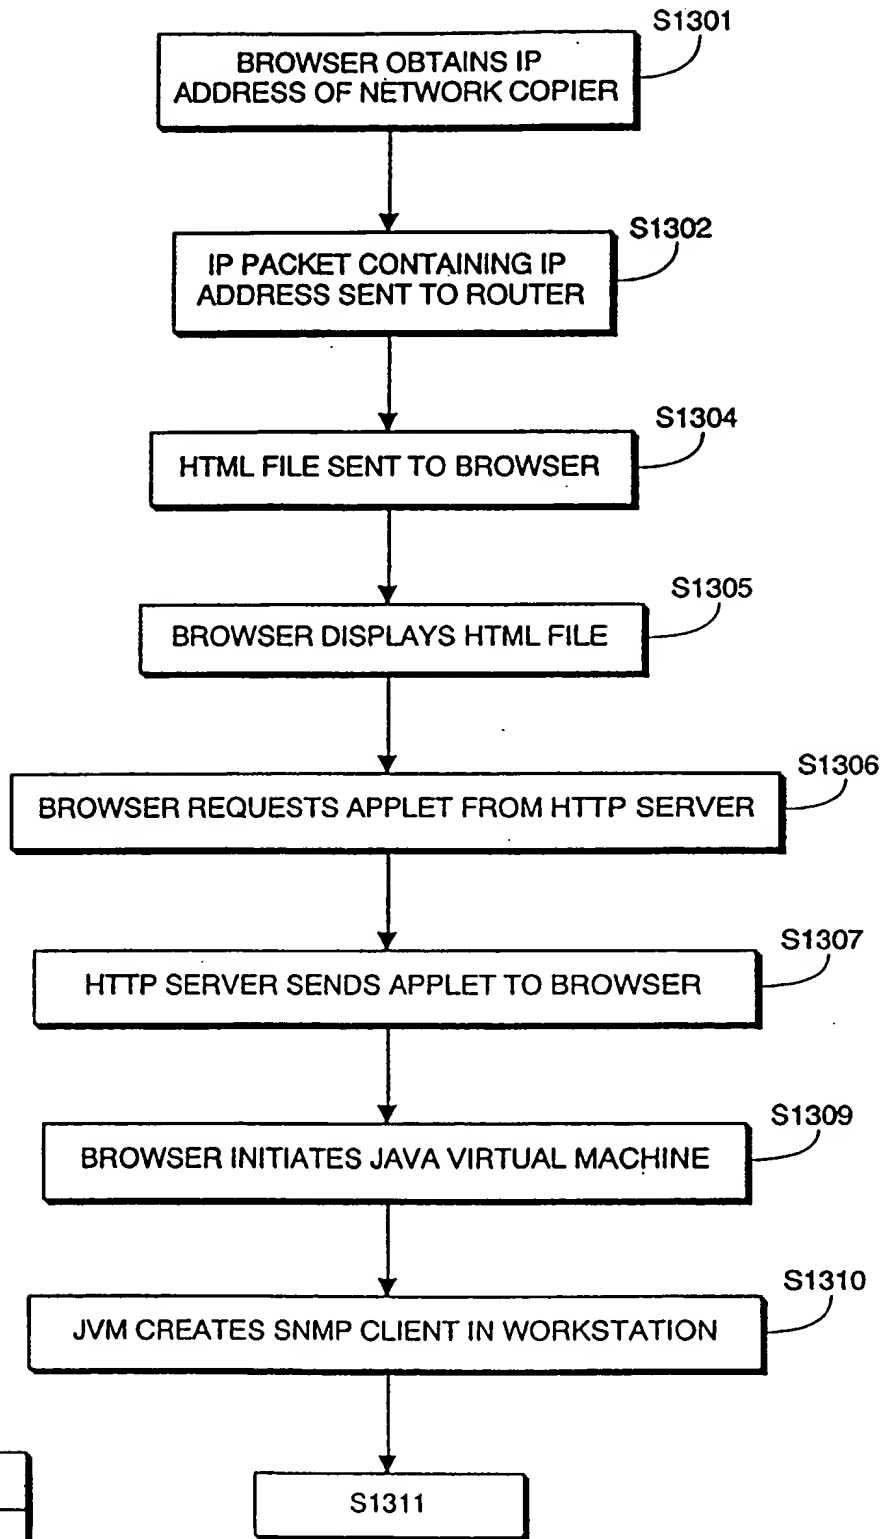 S1301
BROWSER OBTAINS IP
ADDRESS OF NETWORK COPIER
S1302
IP PACKET CONTAINING IP
ADDRESS SENT TO ROUTER
S1304
HTML FILE SENT TO BROWSER
S1305
BROWSER DISPLAYS HTML FILE
S1306
BROWSER REQUESTS APPLET FROM HTTP SERVER
S1307
HTTP SERVER SENDS APPLET TO BROWSER
S1309
BROWSER INITIATES JAVA VIRTUAL MACHINE
S1310
JVM CREATES SNMP CLIENT IN WORKSTATION
S1311